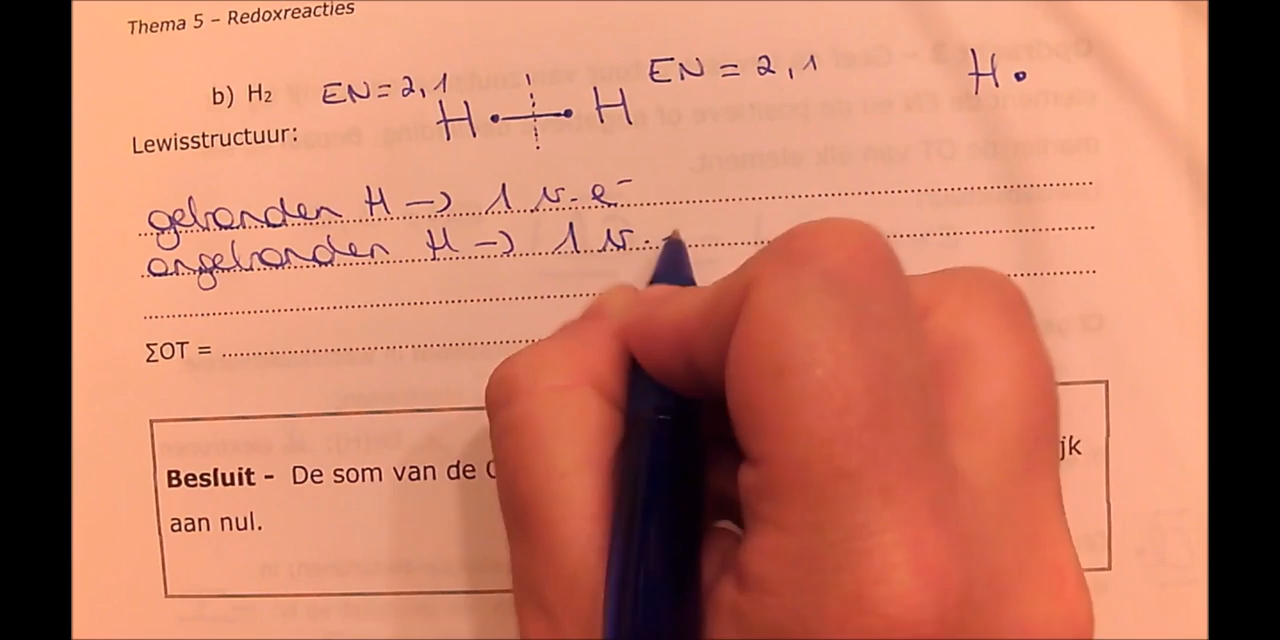 Thema 5 – Redoxreacties
b) H₂ EN = 2,1 H H EN = 2,1 H
Lewisstructuur:
gebonden H → 1 v.e⁻
ongebonden H → 1 v.
ΣOT =
Besluit - De som van de
jk
aan nul.